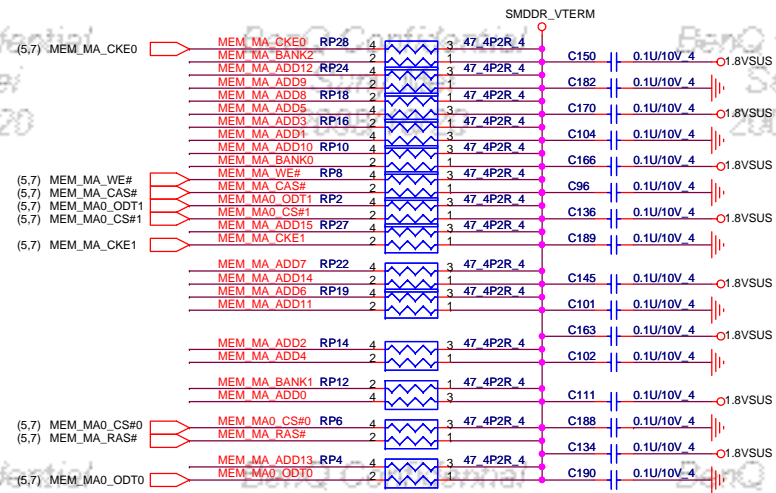 SMDDR_VTERM
(5,7) MEM_MA_CKE0 MEM_MA_CKE0 RP28 4 3 47_4P2R_4
MEM_MA_BANK2 2 1 C150 0.1U/10V_4 1.8VSUS
MEM_MA_ADD12 RP24 4 3 47_4P2R_4
MEM_MA_ADD9 2 1 C182 0.1U/10V_4
MEM_MA_ADD8 RP18 2 1 47_4P2R_4
MEM_MA_ADD5 4 3 C170 0.1U/10V_4 1.8VSUS
MEM_MA_ADD3 RP16 4 3 47_4P2R_4
MEM_MA_ADD1 2 1 C104 0.1U/10V_4
MEM_MA_ADD10 RP10 4 3 47_4P2R_4
MEM_MA_BANK0 2 1 C166 0.1U/10V_4 1.8VSUS
(5,7) MEM_MA_WE# MEM_MA_WE# RP8 4 3 47_4P2R_4
(5,7) MEM_MA_CAS# MEM_MA_CAS# 2 1 C96 0.1U/10V_4
(5,7) MEM_MA0_ODT1 MEM_MA0_ODT1 RP2 4 3 47_4P2R_4
(5,7) MEM_MA0_CS#1 MEM_MA0_CS#1 2 1 C136 0.1U/10V_4 1.8VSUS
MEM_MA_ADD15 RP27 4 3 47_4P2R_4
(5,7) MEM_MA_CKE1 MEM_MA_CKE1 2 1 C189 0.1U/10V_4
MEM_MA_ADD7 RP22 4 3 47_4P2R_4
MEM_MA_ADD14 2 1 C145 0.1U/10V_4 1.8VSUS
MEM_MA_ADD6 RP19 4 3 47_4P2R_4
MEM_MA_ADD11 2 1 C101 0.1U/10V_4
C163 0.1U/10V_4 1.8VSUS
MEM_MA_ADD2 RP14 4 3 47_4P2R_4
MEM_MA_ADD4 2 1 C102 0.1U/10V_4
MEM_MA_BANK1 RP12 2 1 47_4P2R_4
MEM_MA_ADD0 4 3 C111 0.1U/10V_4 1.8VSUS
(5,7) MEM_MA0_CS#0 MEM_MA0_CS#0 RP6 4 3 47_4P2R_4 C188 0.1U/10V_4
(5,7) MEM_MA_RAS# MEM_MA_RAS# 2 1
C134 0.1U/10V_4 1.8VSUS
MEM_MA_ADD13 RP4 4 3 47_4P2R_4
(5,7) MEM_MA0_ODT0 MEM_MA0_ODT0 2 1 C190 0.1U/10V_4
BenQ Confidential